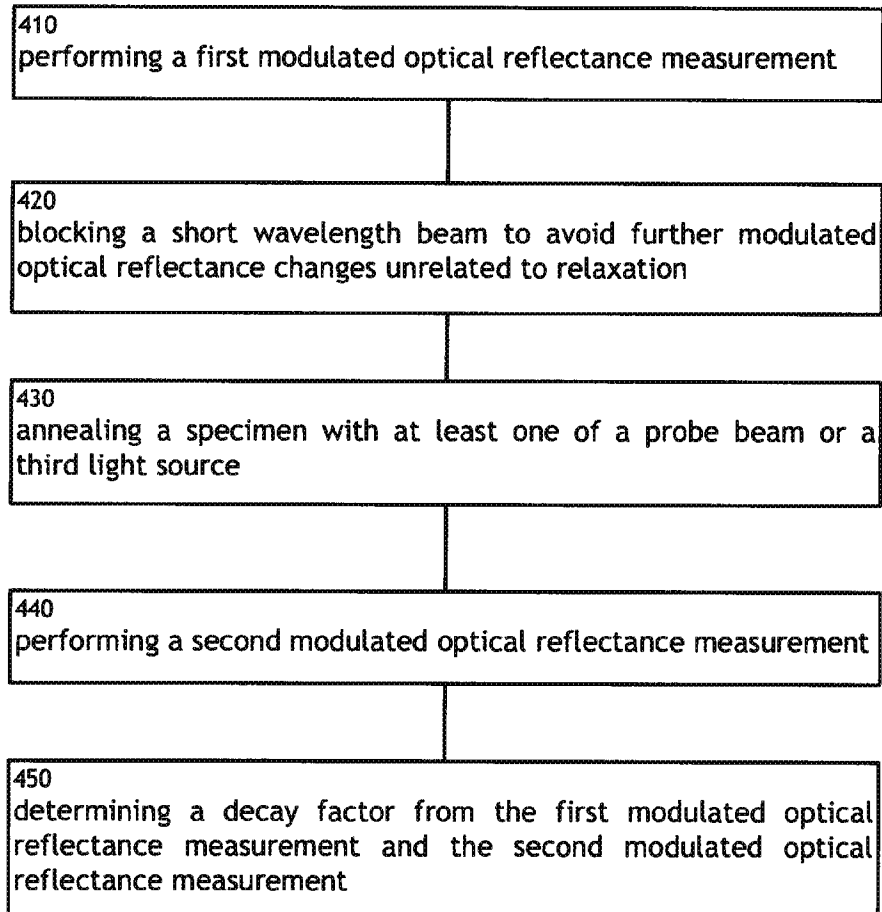 410
performing a first modulated optical reflectance measurement
420
blocking a short wavelength beam to avoid further modulated
optical reflectance changes unrelated to relaxation
430
annealing a specimen with at least one of a probe beam or a
third light source
440
performing a second modulated optical reflectance measurement
450
determining a decay factor from the first modulated optical
reflectance measurement and the second modulated optical
reflectance measurement